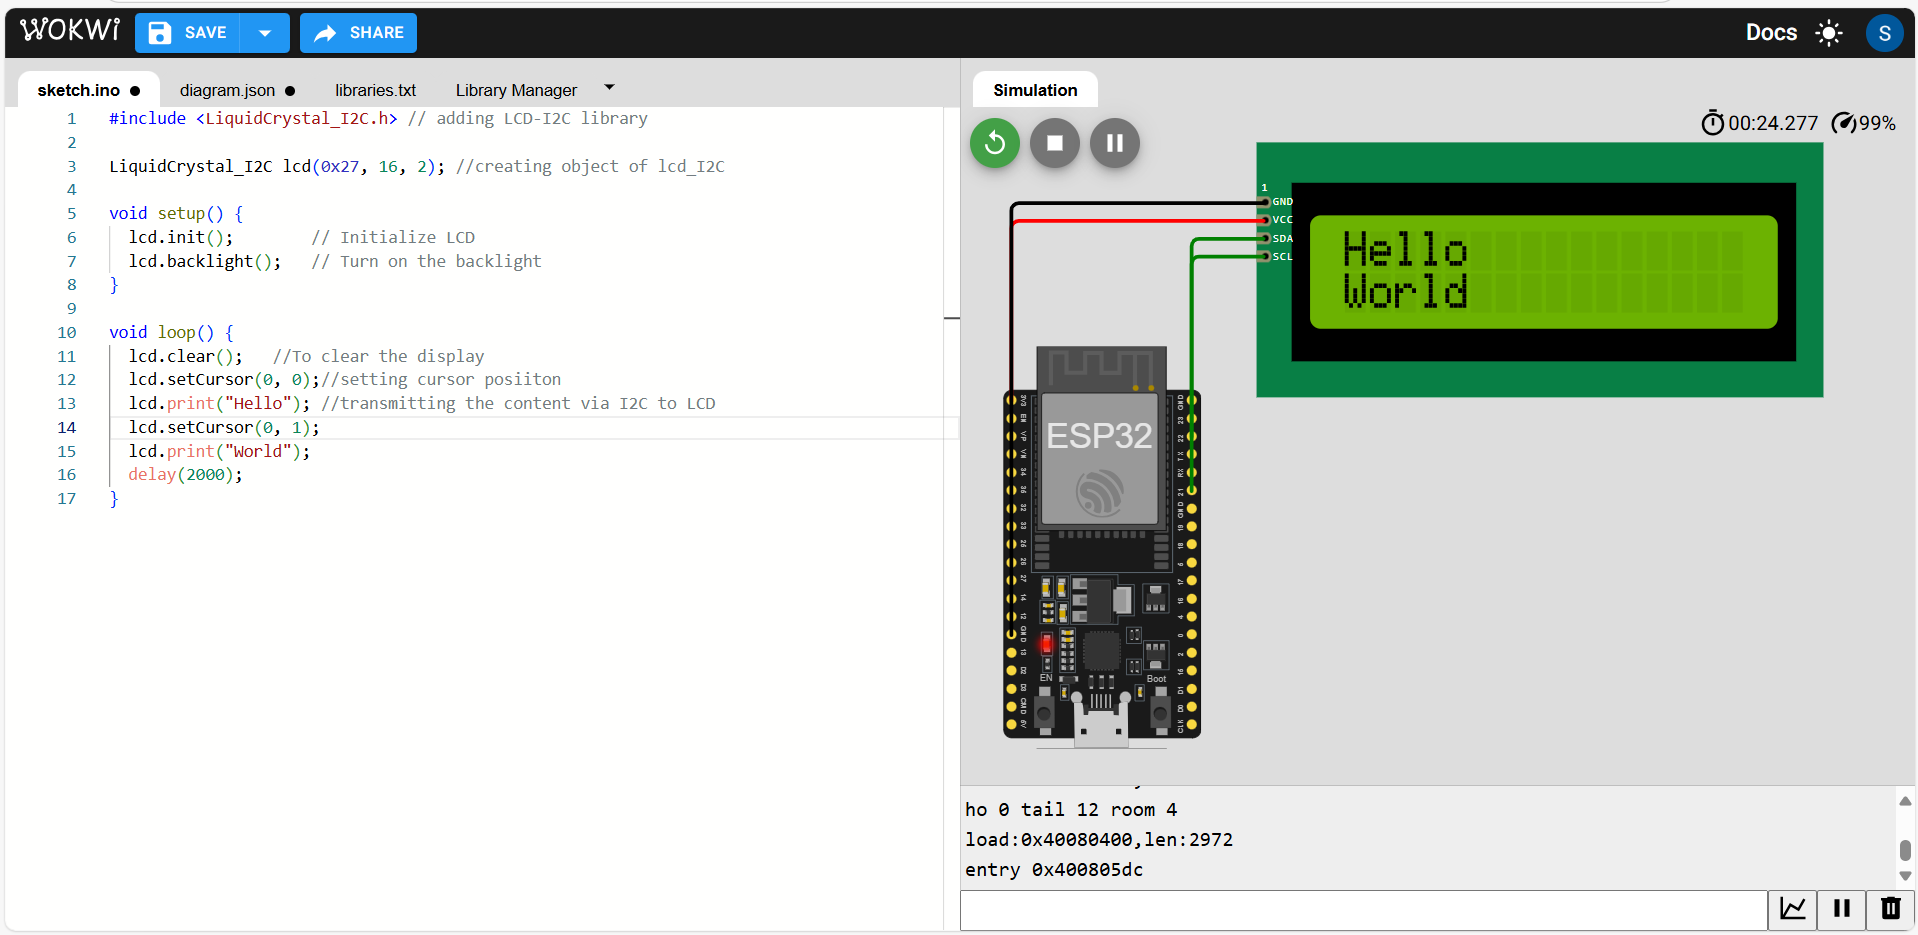 WOKWi SAVE SHARE Docs S
sketch.ino ● diagram.json ● libraries.txt Library Manager
1 #include <LiquidCrystal_I2C.h> // adding LCD-I2C library
2
3 LiquidCrystal_I2C lcd(0x27, 16, 2); //creating object of lcd_I2C
4
5 void setup() {
6 lcd.init(); // Initialize LCD
7 lcd.backlight(); // Turn on the backlight
8 }
9
10 void loop() {
11 lcd.clear(); //To clear the display
12 lcd.setCursor(0, 0);//setting cursor posiiton
13 lcd.print("Hello"); //transmitting the content via I2C to LCD
14 lcd.setCursor(0, 1);
15 lcd.print("World");
16 delay(2000);
17 }
Simulation
00:24.277 99%
1
GND
VCC
SDA
SCL
Hello
World
ESP32
EN Boot
ho 0 tail 12 room 4
load:0x40080400,len:2972
entry 0x400805dc